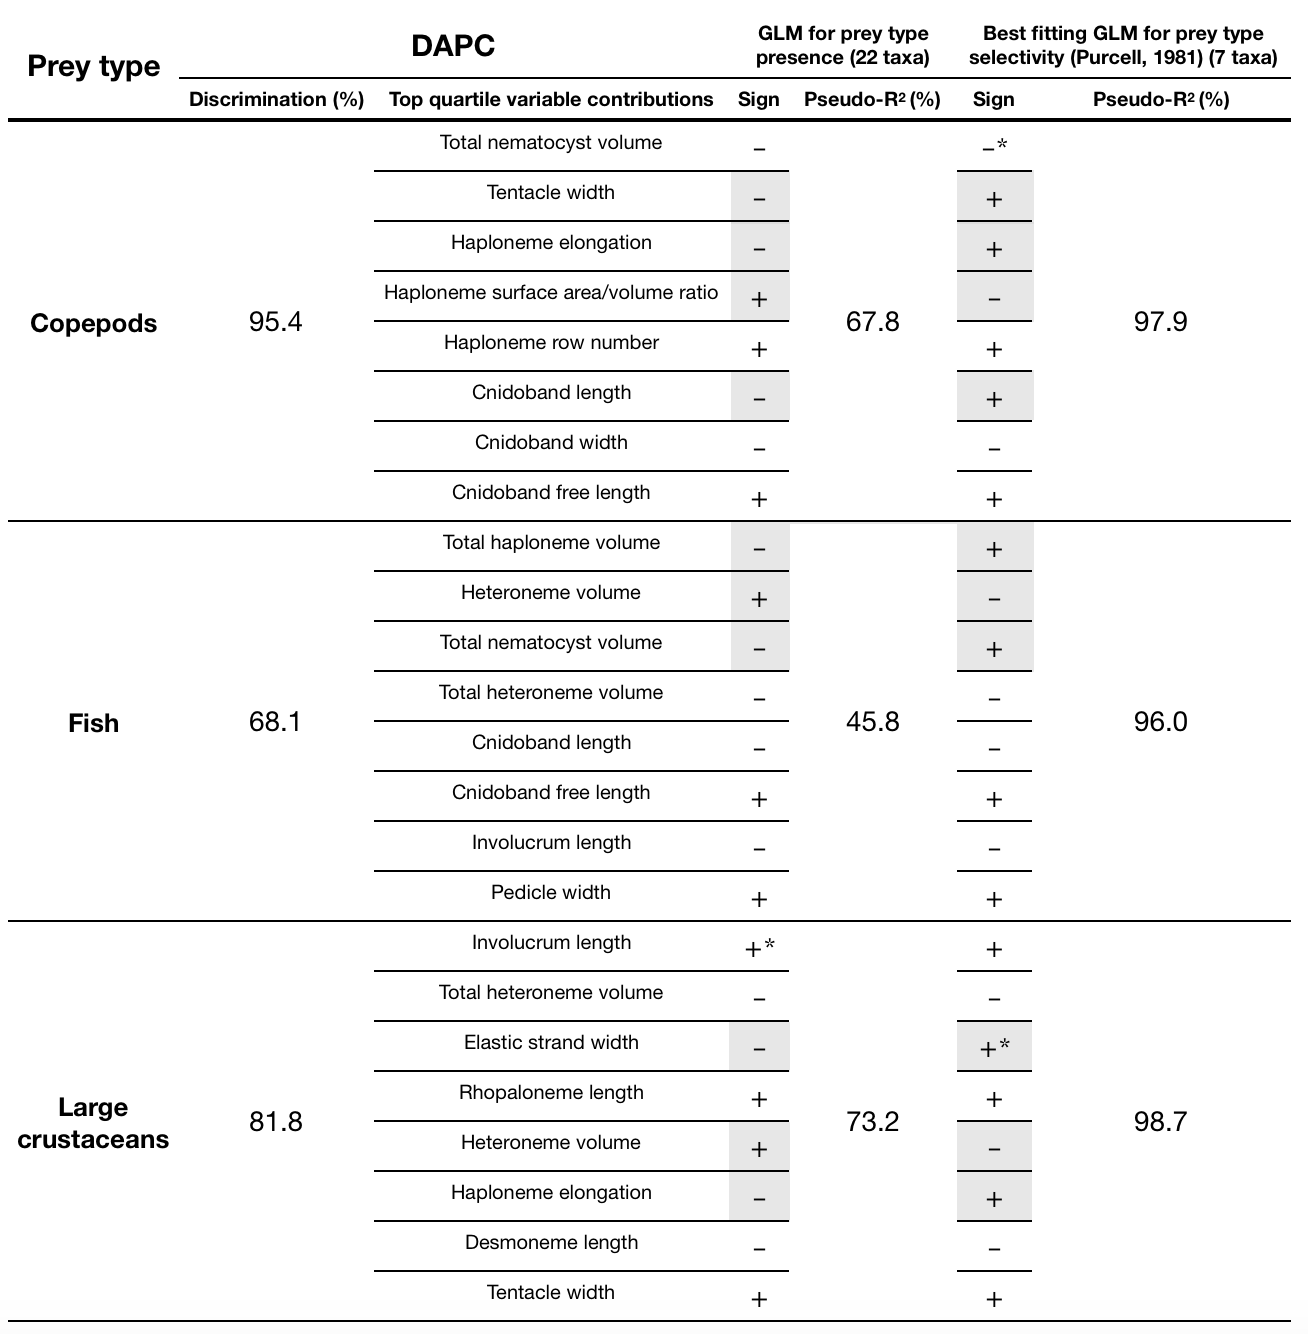 Prey type
DAPC
GLM for prey type
presence (22 taxa)
Best fitting GLM for prey type
selectivity (Purcell, 1981) (7 taxa)
Discrimination (%) Top quartile variable contributions Sign Pseudo-R² (%) Sign Pseudo-R² (%)
Total nematocyst volume – –*
Tentacle width – +
Haploneme elongation – +
Haploneme surface area/volume ratio + –
Copepods 95.4 67.8 97.9
Haploneme row number + +
Cnidoband length – +
Cnidoband width – –
Cnidoband free length + +
Total haploneme volume – +
Heteroneme volume + –
Total nematocyst volume – +
Total heteroneme volume – –
Fish 68.1 45.8 96.0
Cnidoband length – –
Cnidoband free length + +
Involucrum length – –
Pedicle width + +
Involucrum length +* +
Total heteroneme volume – –
Elastic strand width – +*
Rhopaloneme length + +
Large
crustaceans 81.8 73.2 98.7
Heteroneme volume + –
Haploneme elongation – +
Desmoneme length – –
Tentacle width + +